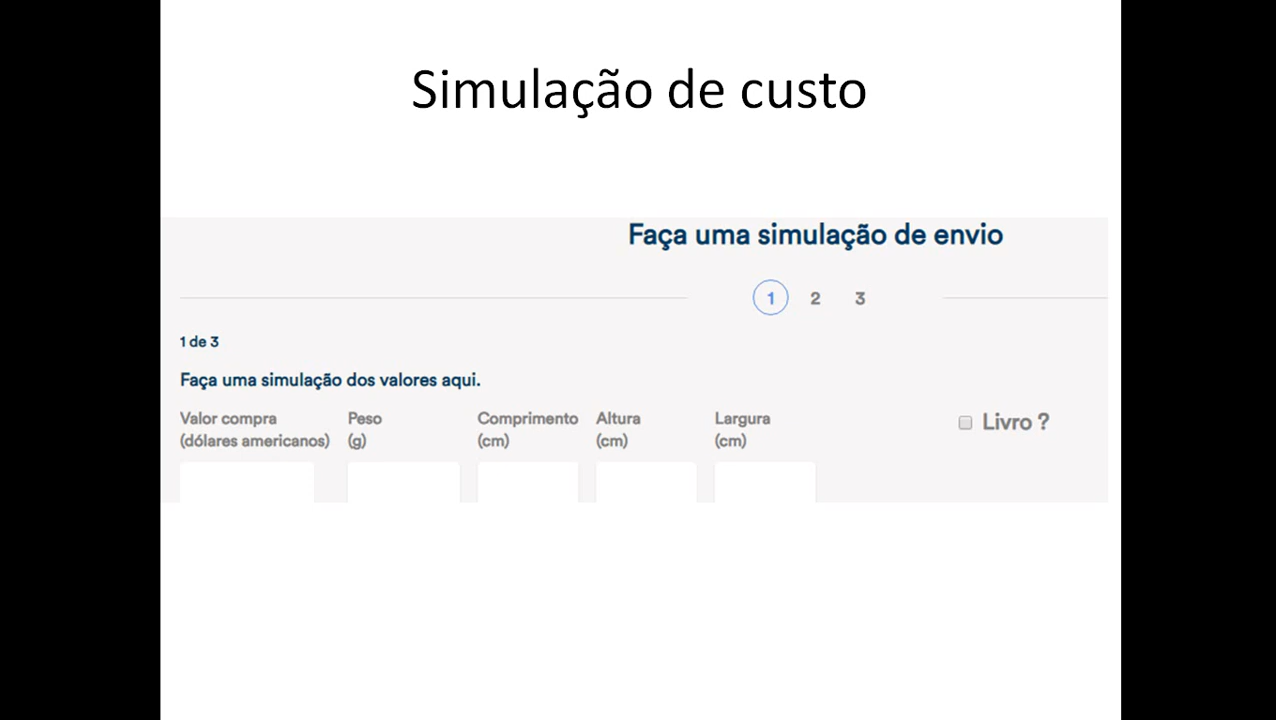 Simulação de custo
Faça uma simulação de envio
1 2 3
1 de 3
Faça uma simulação dos valores aqui.
Valor compra Peso Comprimento Altura Largura Livro ?
(dólares americanos) (g) (cm) (cm) (cm)